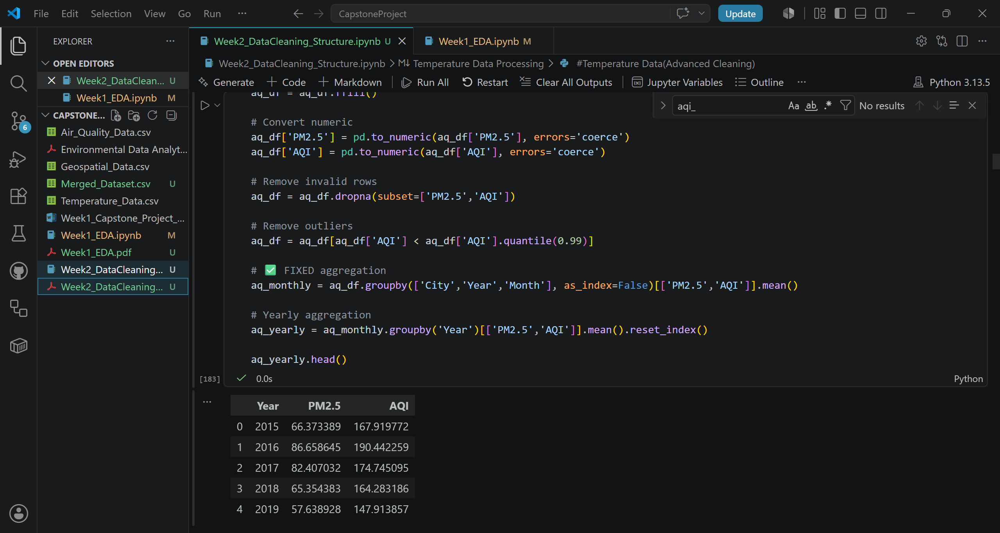 File Edit Selection View Go Run ··· CapstoneProject Update
EXPLORER ···
OPEN EDITORS
Week2_DataClean... U
Week1_EDA.ipynb M
CAPSTONE...
6
Air_Quality_Data.csv
Environmental Data Analyt...
Geospatial_Data.csv
Merged_Dataset.csv U
Temperature_Data.csv
Week1_Capstone_Project_...
Week1_EDA.ipynb M
Week1_EDA.pdf U
Week2_DataCleaning... U
Week2_DataCleaning... U
Week2_DataCleaning_Structure.ipynb U Week1_EDA.ipynb M
Week2_DataCleaning_Structure.ipynb > M↓ Temperature Data Processing > #Temperature Data(Advanced Cleaning)
Generate + Code + Markdown Run All Restart Clear All Outputs Jupyter Variables Outline ··· Python 3.13.5
aqi_ Aa ab .* No results
aq_df = aq_df.ffill()
# Convert numeric
aq_df['PM2.5'] = pd.to_numeric(aq_df['PM2.5'], errors='coerce')
aq_df['AQI'] = pd.to_numeric(aq_df['AQI'], errors='coerce')
# Remove invalid rows
aq_df = aq_df.dropna(subset=['PM2.5','AQI'])
# Remove outliers
aq_df = aq_df[aq_df['AQI'] < aq_df['AQI'].quantile(0.99)]
# ✅ FIXED aggregation
aq_monthly = aq_df.groupby(['City','Year','Month'], as_index=False)[['PM2.5','AQI']].mean()
# Yearly aggregation
aq_yearly = aq_monthly.groupby('Year')[['PM2.5','AQI']].mean().reset_index()
aq_yearly.head()
[183] ✓ 0.0s Python
···
Year PM2.5 AQI
0 2015 66.373389 167.919772
1 2016 86.658645 190.442259
2 2017 82.407032 174.745095
3 2018 65.354383 164.283186
4 2019 57.638928 147.913857